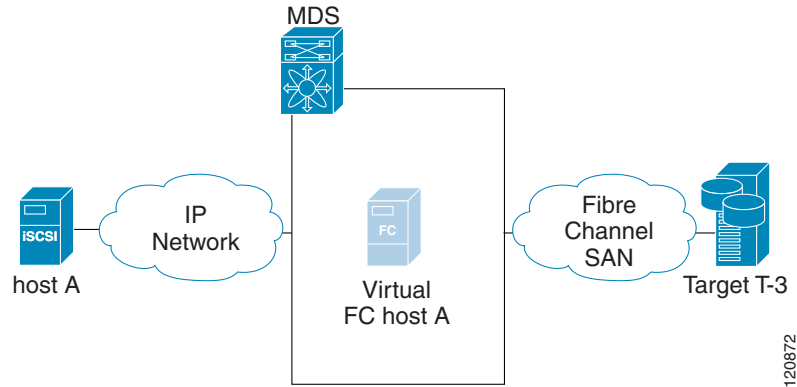 MDS
iSCSI
host A
IP
Network
FC
Virtual
FC host A
Fibre
Channel
SAN
Target T-3
120872